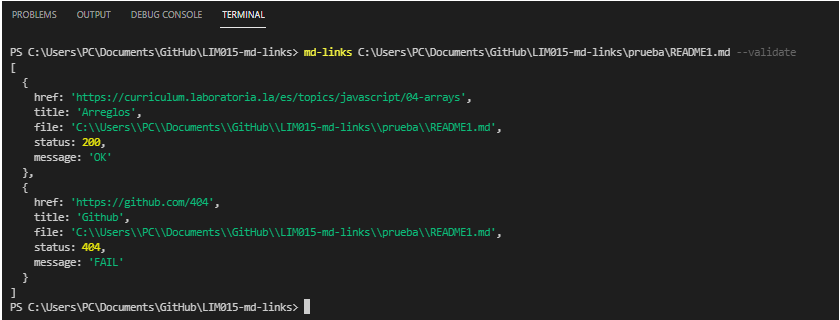 PROBLEMS OUTPUT DEBUG CONSOLE TERMINAL
PS C:\Users\PC\Documents\GitHub\LIM015-md-links> md-links C:\Users\PC\Documents\GitHub\LIM015-md-links\prueba\README1.md --validate
[
  {
    href: 'https://curriculum.laboratoria.la/es/topics/javascript/04-arrays',
    title: 'Arreglos',
    file: 'C:\\Users\\PC\\Documents\\GitHub\\LIM015-md-links\\prueba\\README1.md',
    status: 200,
    message: 'OK'
  },
  {
    href: 'https://github.com/404',
    title: 'Github',
    file: 'C:\\Users\\PC\\Documents\\GitHub\\LIM015-md-links\\prueba\\README1.md',
    status: 404,
    message: 'FAIL'
  }
]
PS C:\Users\PC\Documents\GitHub\LIM015-md-links>